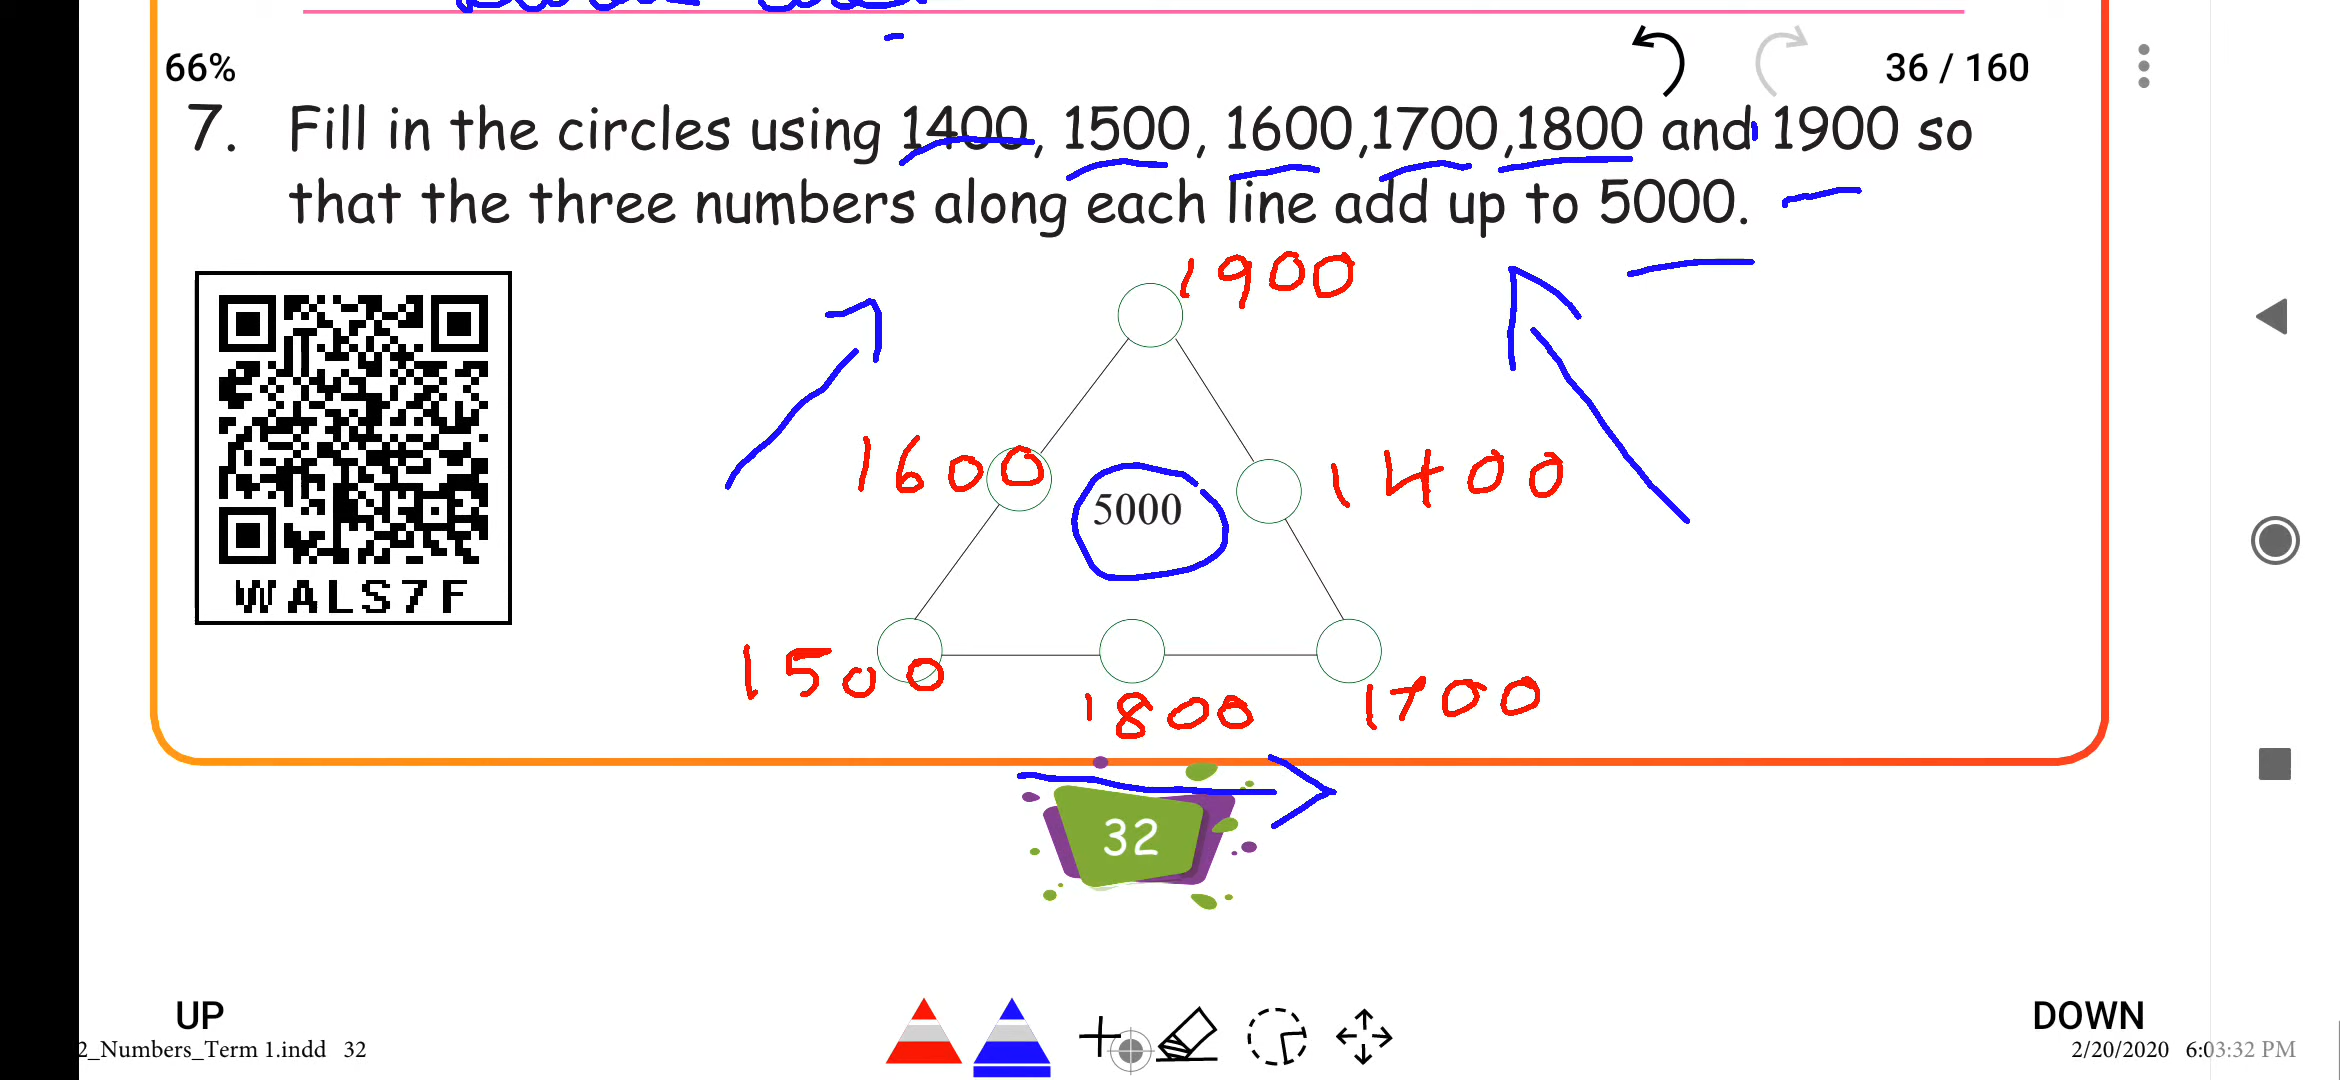 66%
36 / 160
7. Fill in the circles using 1400, 1500, 1600,1700,1800 and 1900 so
that the three numbers along each line add up to 5000.
1900
1600
1400
5000
1500
1800
1700
WALS7F
32
UP
DOWN
2_Numbers_Term 1.indd 32
2/20/2020 6:03:32 PM